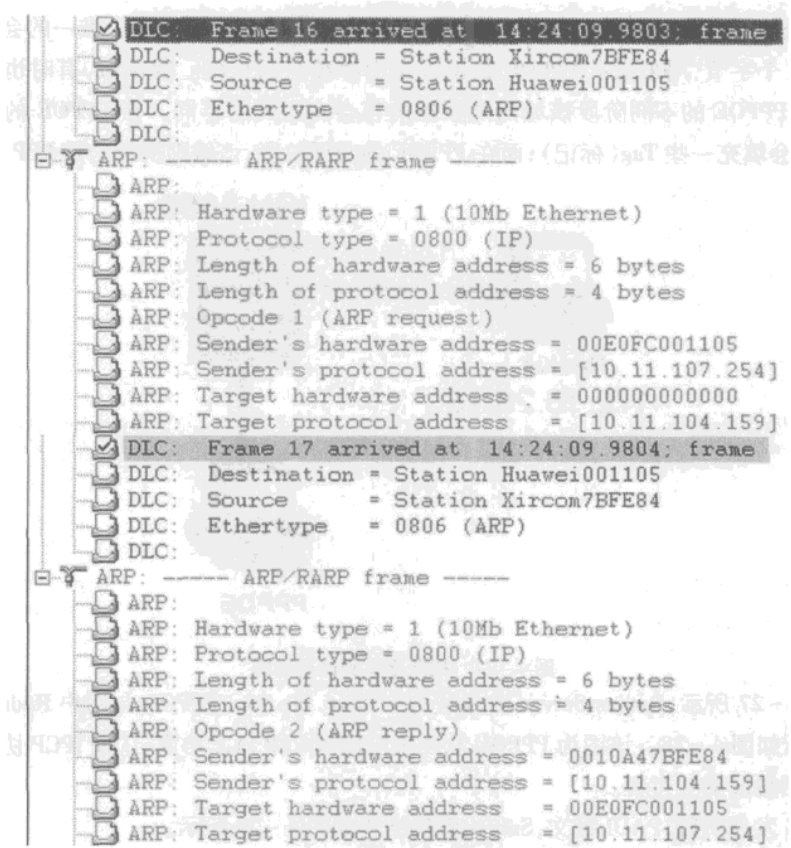 DLC: Frame 16 arrived at 14:24:09.9803; frame
DLC: Destination = Station Xircom7BFE84
DLC: Source = Station Huawei001105
DLC: Ethertype = 0806 (ARP)
DLC:
ARP: ----- ARP/RARP frame -----
ARP:
ARP: Hardware type = 1 (10Mb Ethernet)
ARP: Protocol type = 0800 (IP)
ARP: Length of hardware address = 6 bytes
ARP: Length of protocol address = 4 bytes
ARP: Opcode 1 (ARP request)
ARP: Sender's hardware address = 00E0FC001105
ARP: Sender's protocol address = [10.11.107.254]
ARP: Target hardware address = 000000000000
ARP: Target protocol address = [10.11.104.159]
DLC: Frame 17 arrived at 14:24:09.9804; frame
DLC: Destination = Station Huawei001105
DLC: Source = Station Xircom7BFE84
DLC: Ethertype = 0806 (ARP)
DLC:
ARP: ----- ARP/RARP frame -----
ARP:
ARP: Hardware type = 1 (10Mb Ethernet)
ARP: Protocol type = 0800 (IP)
ARP: Length of hardware address = 6 bytes
ARP: Length of protocol address = 4 bytes
ARP: Opcode 2 (ARP reply)
ARP: Sender's hardware address = 0010A47BFE84
ARP: Sender's protocol address = [10.11.104.159]
ARP: Target hardware address = 00E0FC001105
ARP: Target protocol address = [10.11.107.254]